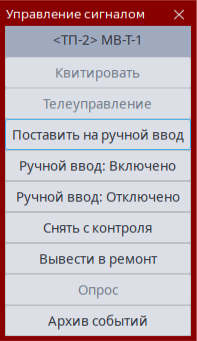 Управление сигналом
<ТП-2> МВ-Т-1
Квитировать
Телеуправление
Поставить на ручной ввод
Ручной ввод: Включено
Ручной ввод: Отключено
Снять с контроля
Вывести в ремонт
Опрос
Архив событий